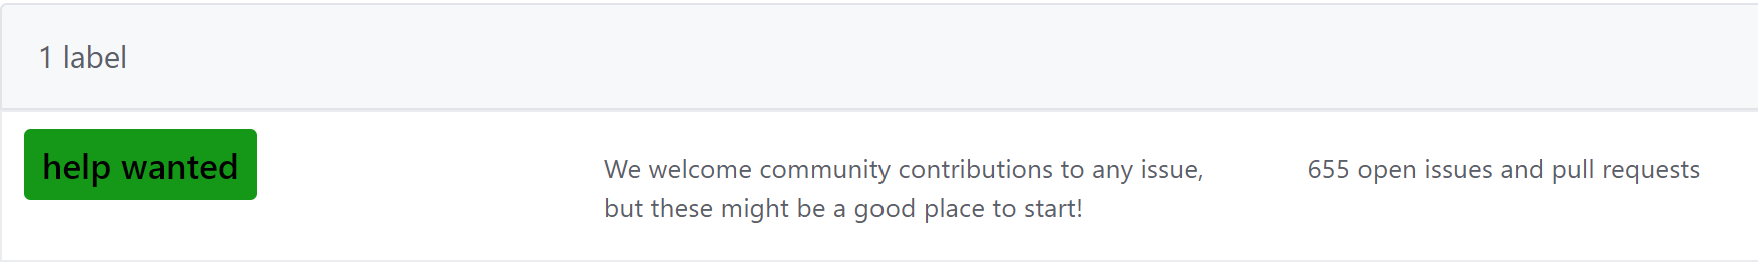 1 label
help wanted
We welcome community contributions to any issue,
but these might be a good place to start!
655 open issues and pull requests